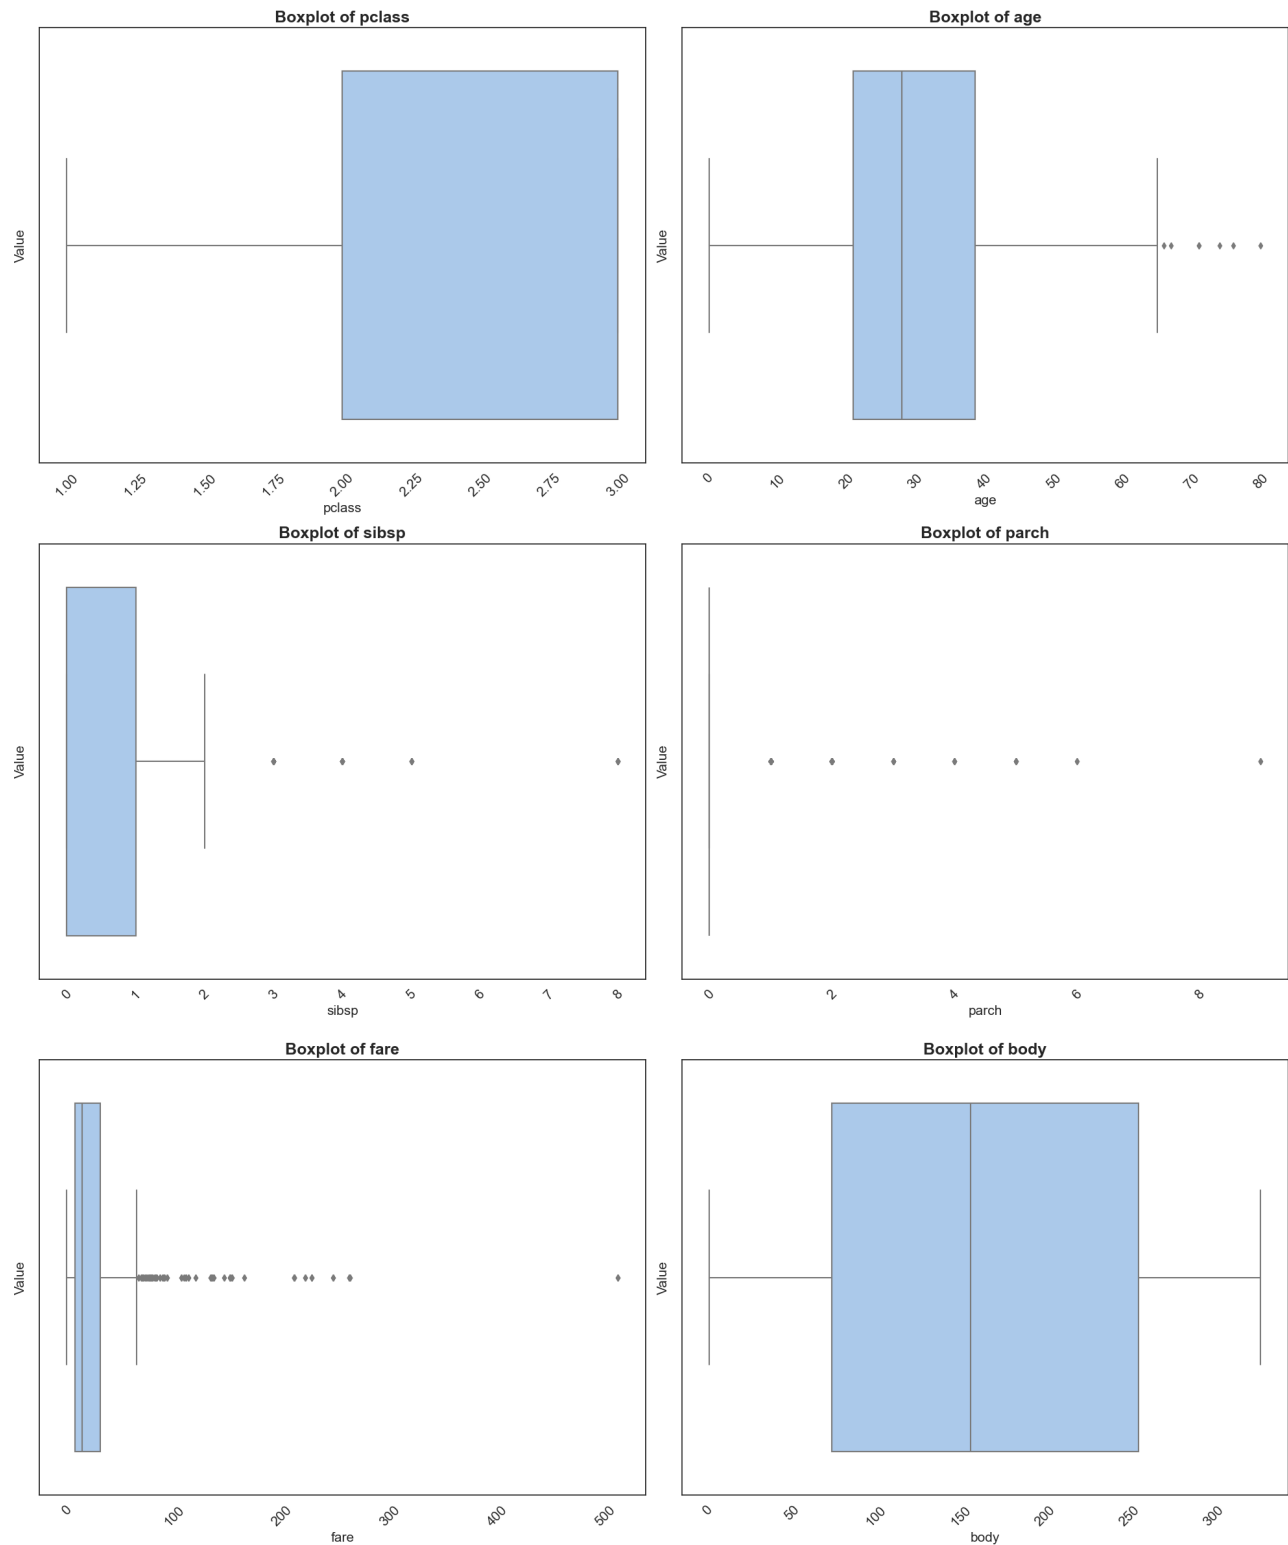 Boxplot of pclass
Value
1.00 1.25 1.50 1.75 2.00 2.25 2.50 2.75 3.00
pclass
Boxplot of age
Value
0 10 20 30 40 50 60 70 80
age
Boxplot of sibsp
Value
0 1 2 3 4 5 6 7 8
sibsp
Boxplot of parch
Value
0 2 4 6 8
parch
Boxplot of fare
Value
0 100 200 300 400 500
fare
Boxplot of body
Value
0 50 100 150 200 250 300
body